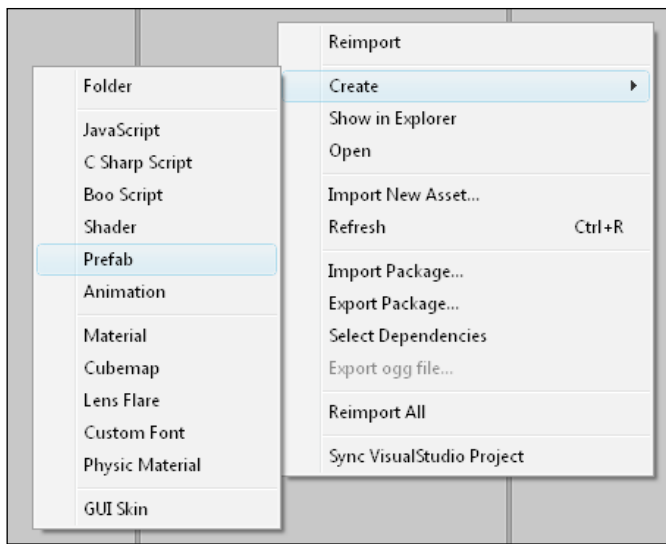 Reimport
Create
Show in Explorer
Open
Import New Asset...
Refresh Ctrl+R
Import Package...
Export Package...
Select Dependencies
Export ogg file...
Reimport All
Sync VisualStudio Project
Folder
JavaScript
C Sharp Script
Boo Script
Shader
Prefab
Animation
Material
Cubemap
Lens Flare
Custom Font
Physic Material
GUI Skin